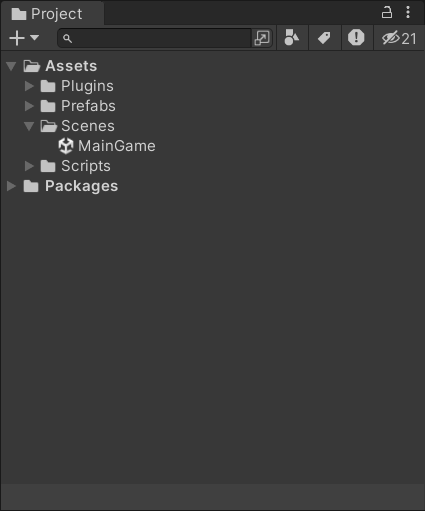 Project
21
Assets
Plugins
Prefabs
Scenes
MainGame
Scripts
Packages